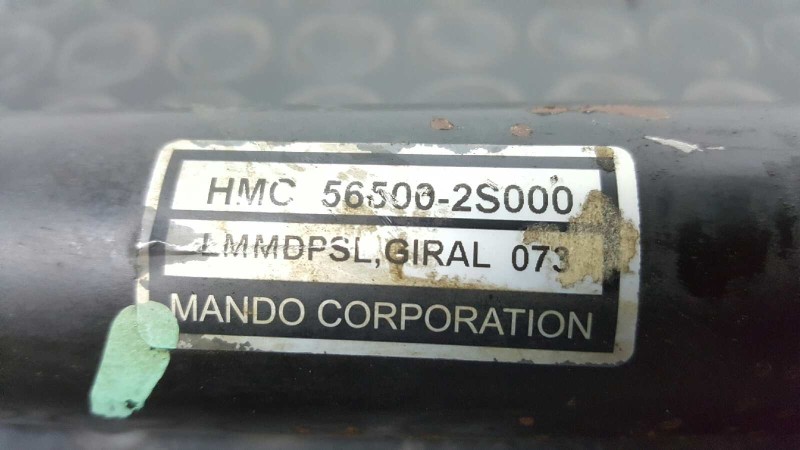 HMC 56500-2S000
LMMDPSL,GIRAL 073
MANDO CORPORATION